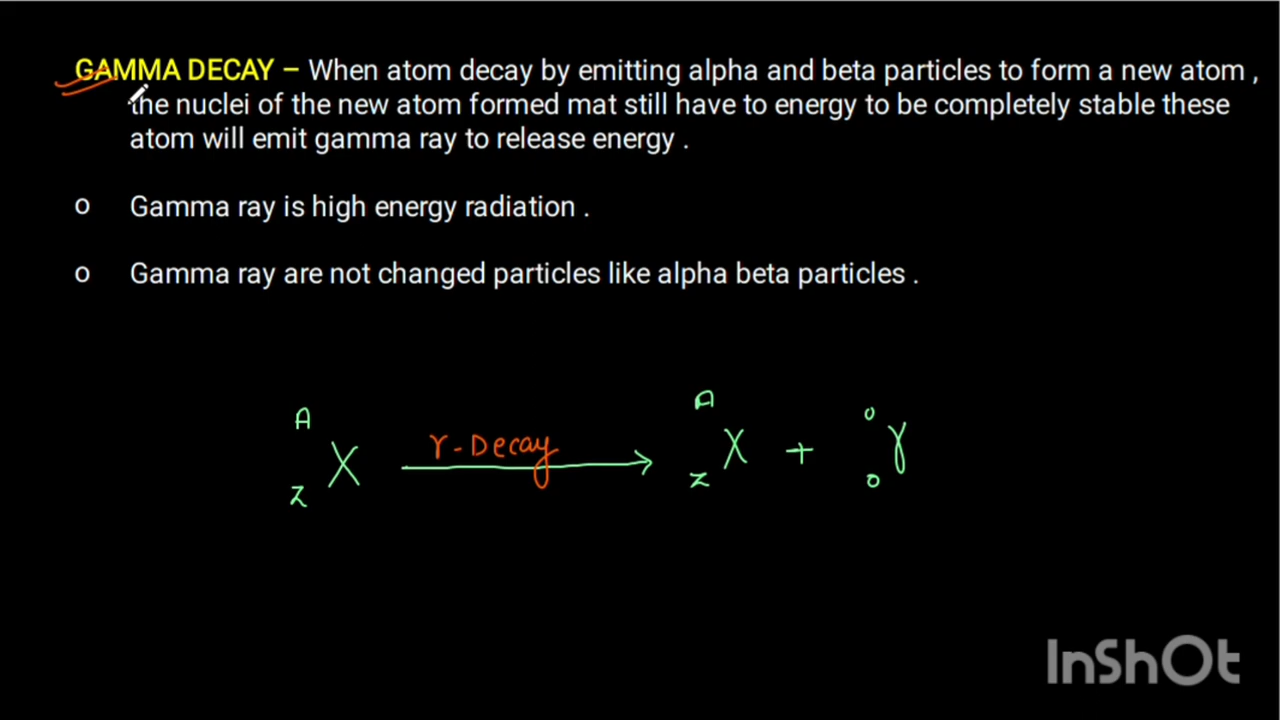 GAMMA DECAY – When atom decay by emitting alpha and beta particles to form a new atom ,
the nuclei of the new atom formed mat still have to energy to be completely stable these
atom will emit gamma ray to release energy .
o Gamma ray is high energy radiation .
o Gamma ray are not changed particles like alpha beta particles .
A Z X γ-Decay → A Z X + 0 0 γ
InShOt